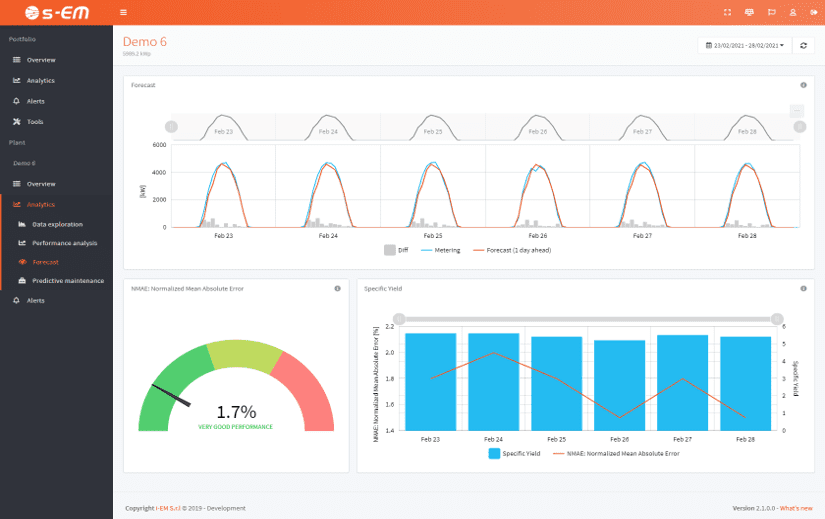 s-EM
Portfolio
Overview
Analytics
Alerts
Tools
Plant
Demo 6
Overview
Analytics
Data exploration
Performance analysis
Forecast
Predictive maintenance
Alerts
Demo 6
23/02/2021 - 28/02/2021
Forecast
Feb 23 Feb 24 Feb 25 Feb 26 Feb 27 Feb 28
6000
4000
2000
0
[kW]
Feb 23 Feb 24 Feb 25 Feb 26 Feb 27 Feb 28
Diff Metering Forecast (1 day ahead)
NMAE: Normalized Mean Absolute Error
1.7%
VERY GOOD PERFORMANCE
Specific Yield
NMAE: Normalized Mean Absolute Error [%]
2.2
2.0
1.8
1.6
1.4
6
5
4
3
2
1
0
Specific Yield
Feb 23 Feb 24 Feb 25 Feb 26 Feb 27 Feb 28
Specific Yield NMAE: Normalized Mean Absolute Error
Copyright i-EM S.r.l © 2019 - Development
Version 2.1.0.0 - What's new